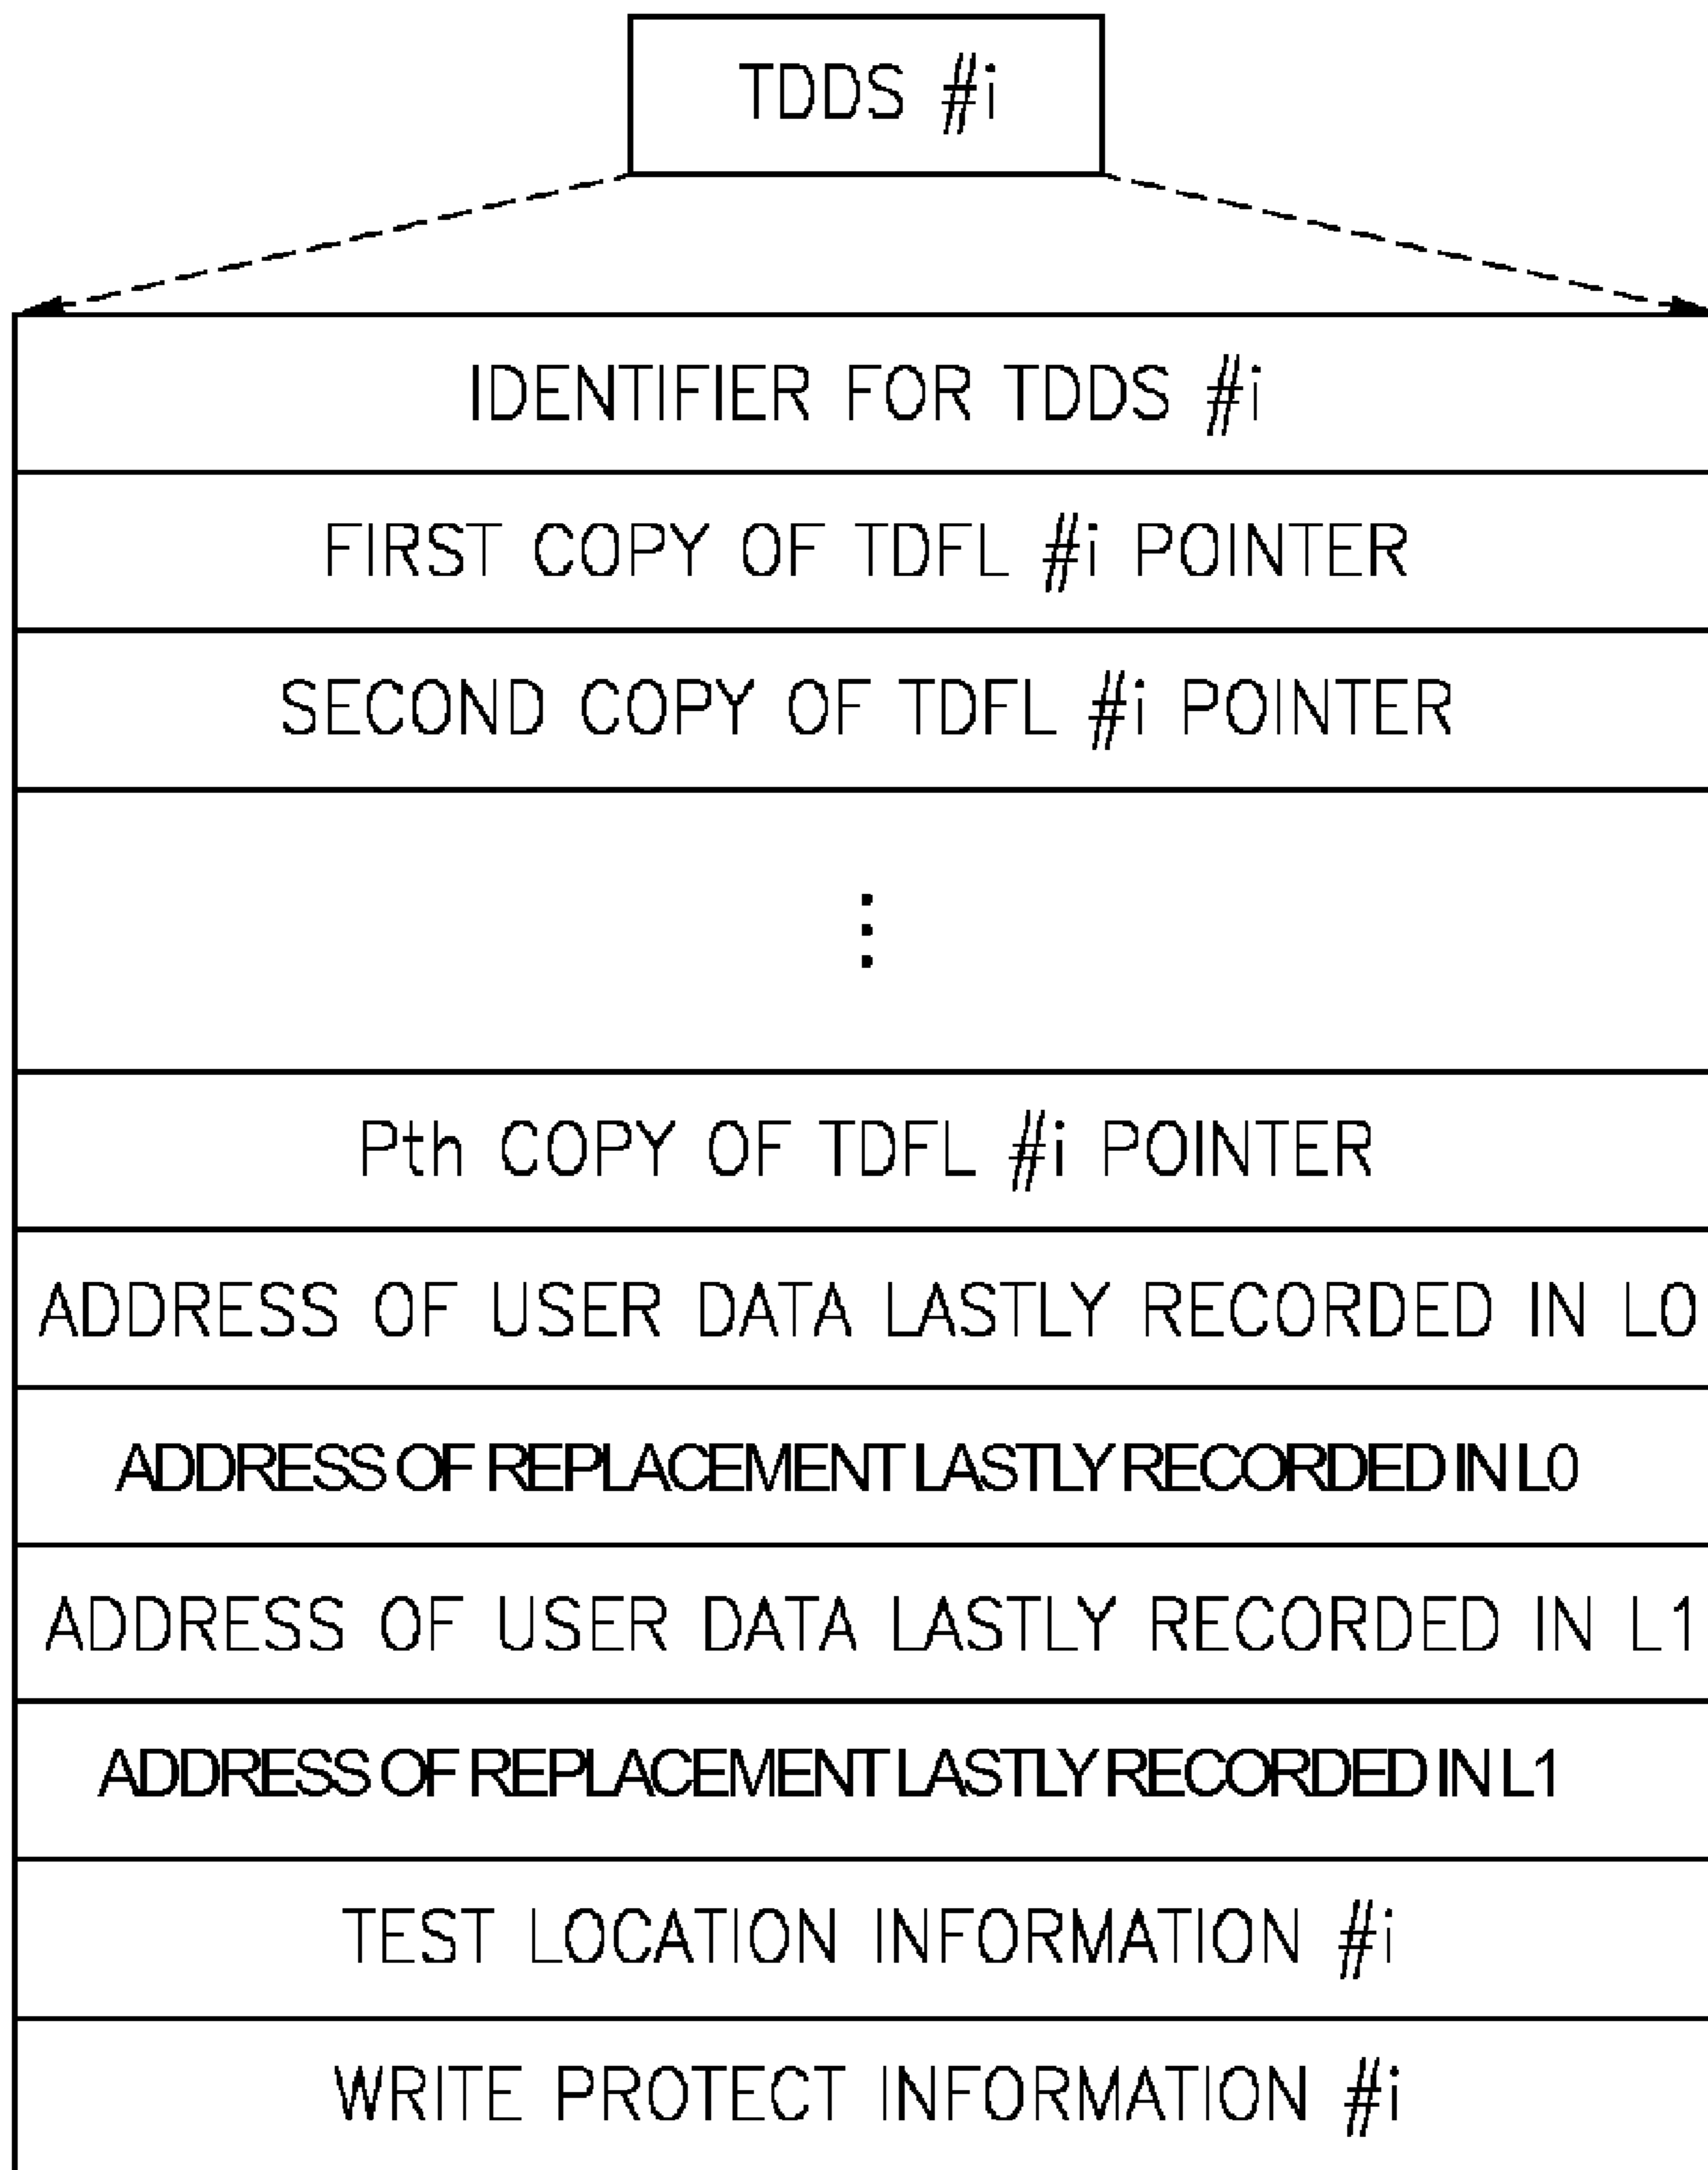 TDDS #i
IDENTIFIER FOR TDDS #i
FIRST COPY OF TDFL #i POINTER
SECOND COPY OF TDFL #i POINTER
⋮
Pth COPY OF TDFL #i POINTER
ADDRESS OF USER DATA LASTLY RECORDED IN L0
ADDRESS OF REPLACEMENT LASTLY RECORDED IN L0
ADDRESS OF USER DATA LASTLY RECORDED IN L1
ADDRESS OF REPLACEMENT LASTLY RECORDED IN L1
TEST LOCATION INFORMATION #i
WRITE PROTECT INFORMATION #i